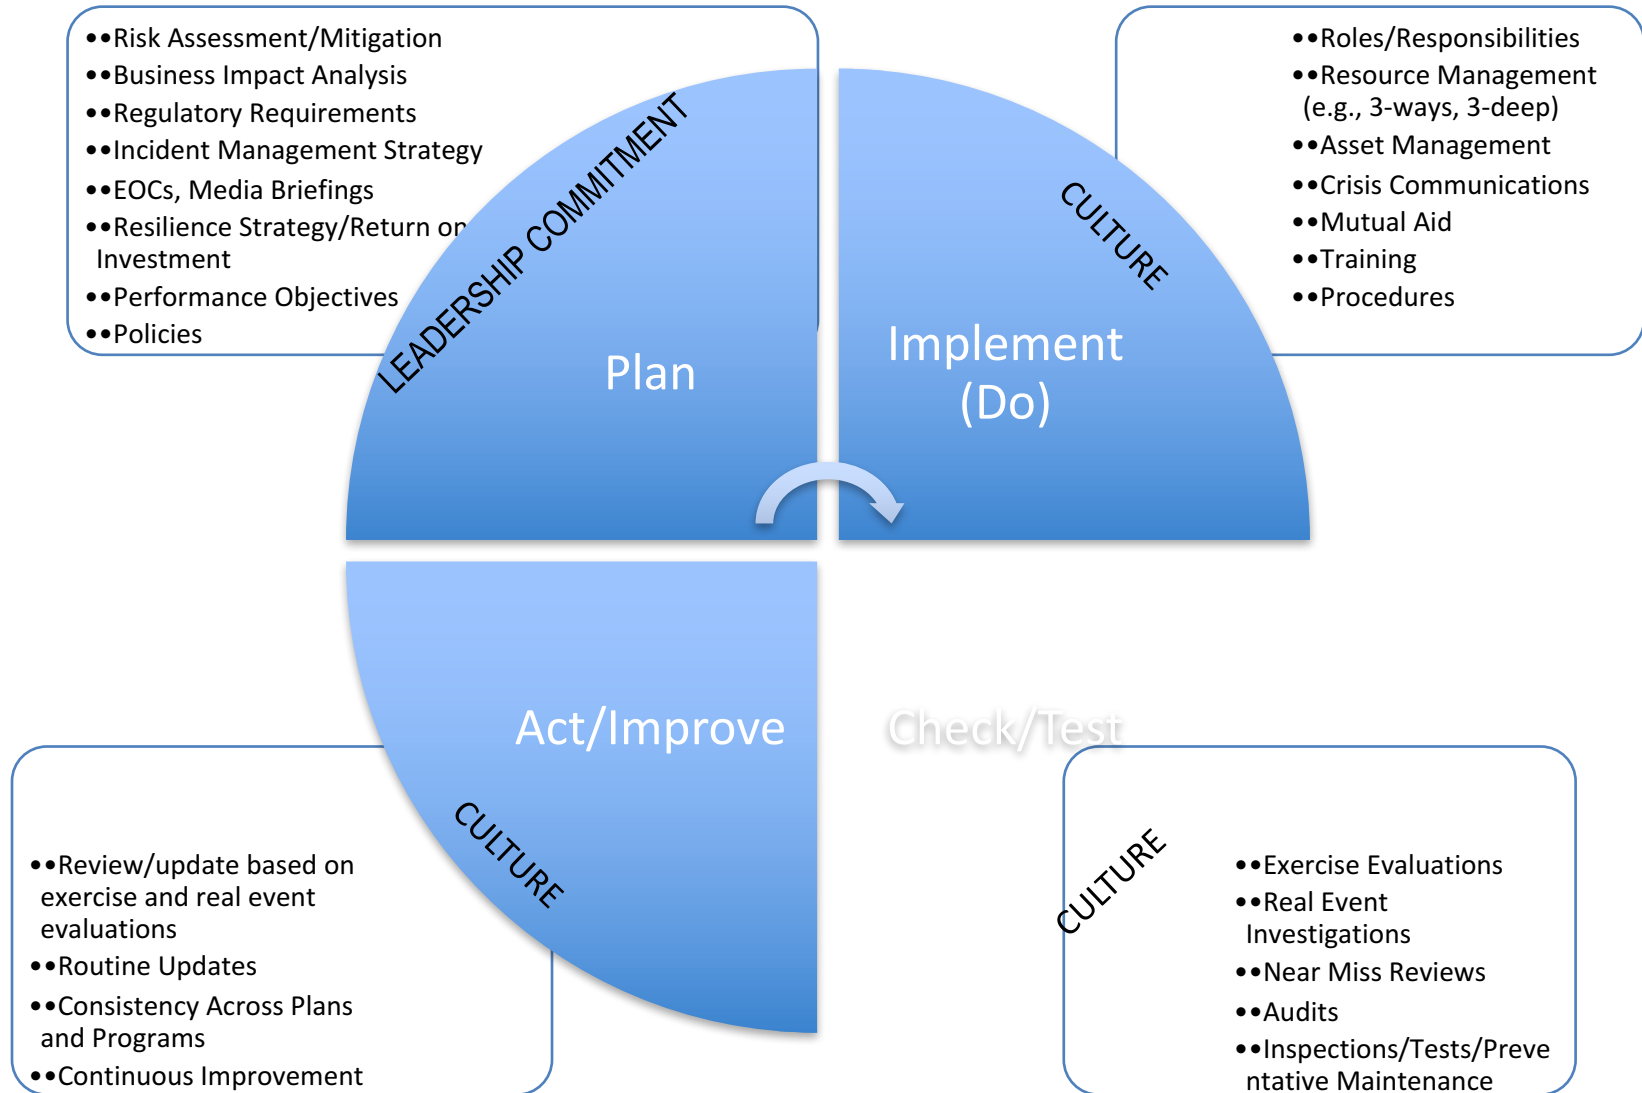 ••Risk Assessment/Mitigation
••Business Impact Analysis
••Regulatory Requirements
••Incident Management Strategy
••EOCs, Media Briefings
••Resilience Strategy/Return on
Investment
••Performance Objectives
••Policies
LEADERSHIP COMMITMENT
Plan
••Roles/Responsibilities
••Resource Management
(e.g., 3-ways, 3-deep)
••Asset Management
••Crisis Communications
••Mutual Aid
••Training
••Procedures
CULTURE
Implement
(Do)
Act/Improve
CULTURE
••Review/update based on
exercise and real event
evaluations
••Routine Updates
••Consistency Across Plans
and Programs
••Continuous Improvement
Check/Test
CULTURE
••Exercise Evaluations
••Real Event
Investigations
••Near Miss Reviews
••Audits
••Inspections/Tests/Preve
ntative Maintenance